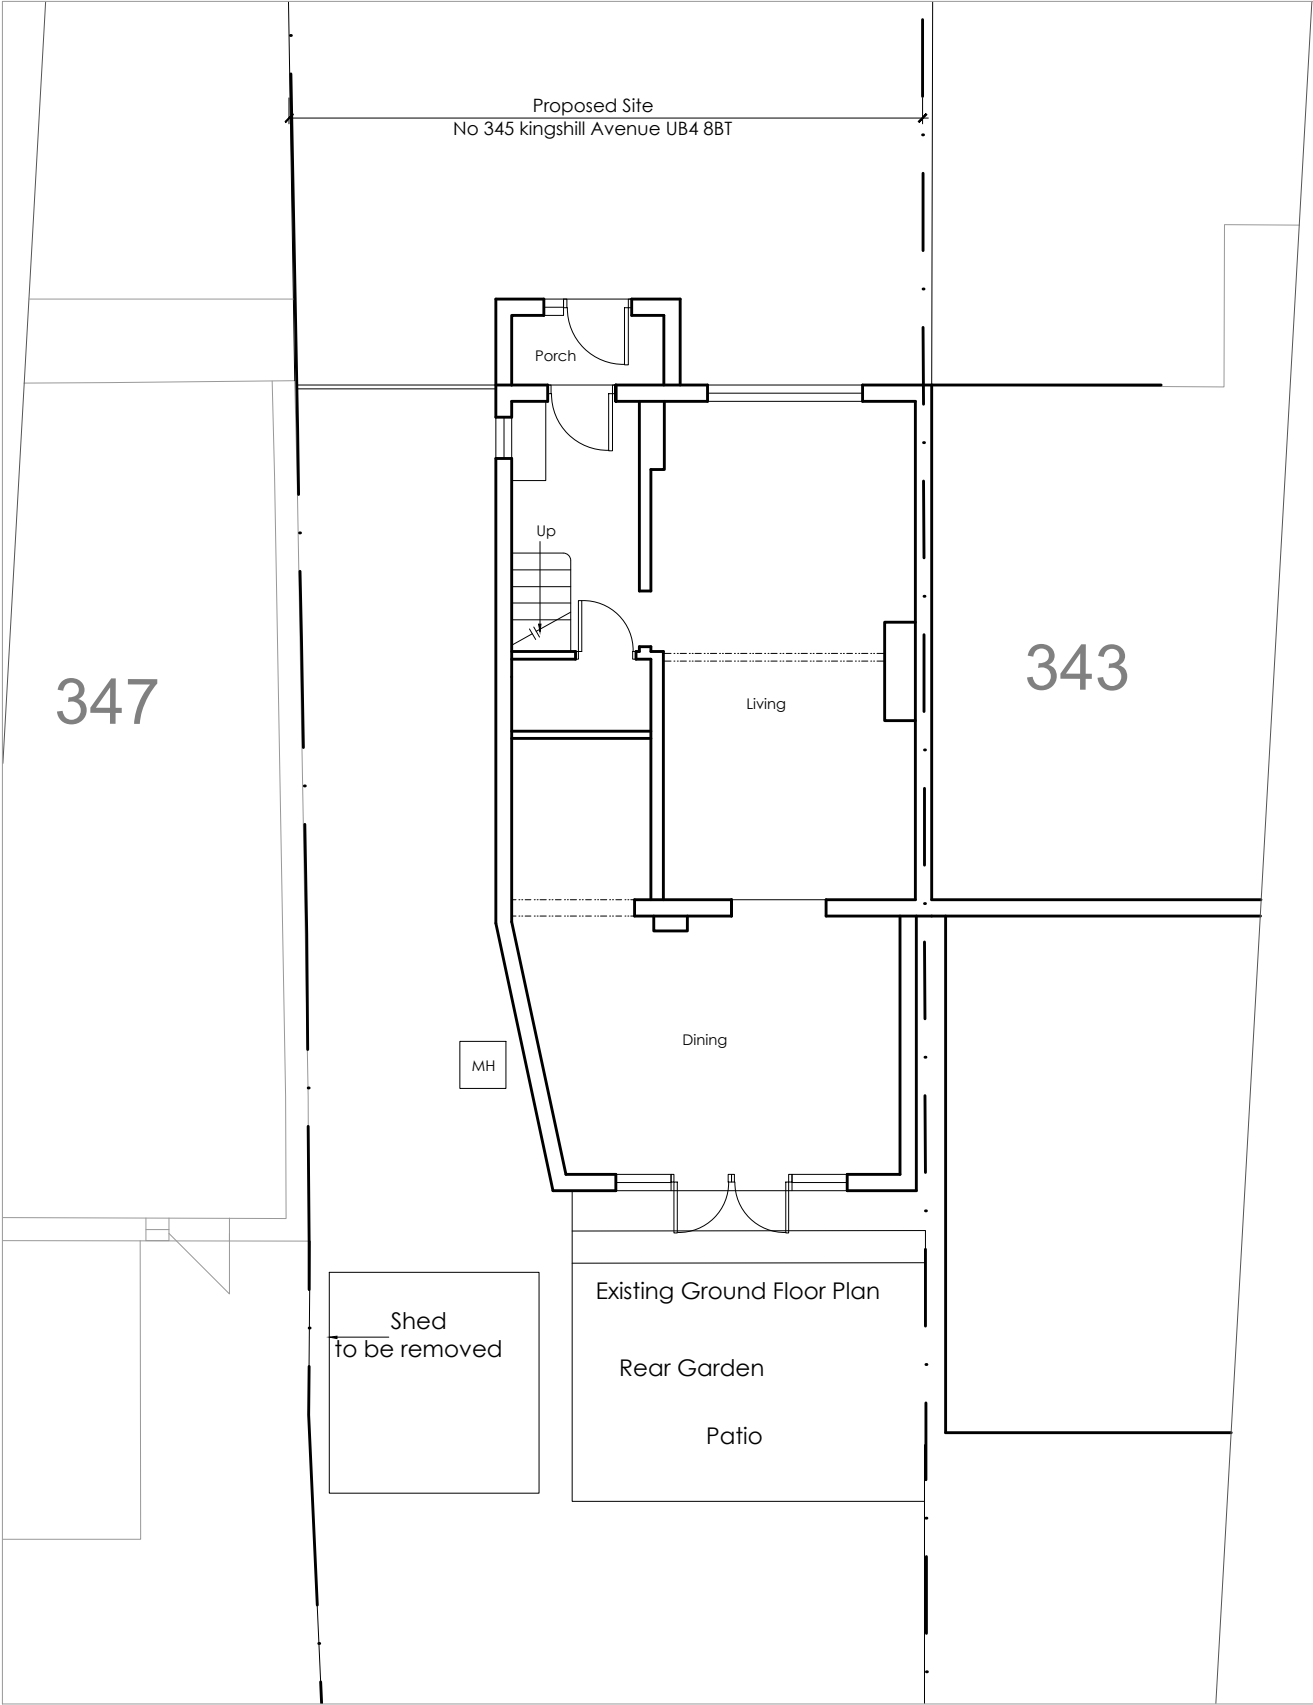 Proposed Site
No 345 kingshill Avenue UB4 8BT
Porch
Up
343
347
Living
Dining
MH
Existing Ground Floor Plan
Shed
to be removed
Rear Garden
Patio